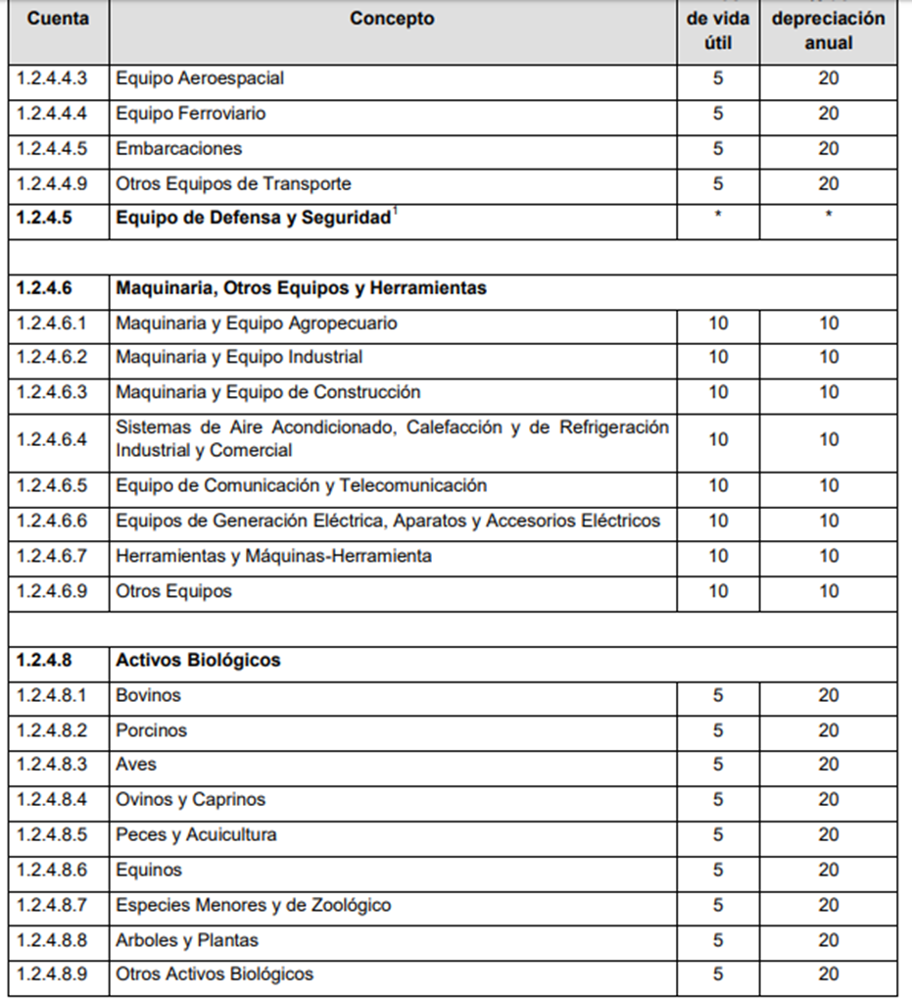 Cuenta Concepto de vida útil depreciación anual
1.2.4.4.3 Equipo Aeroespacial 5 20
1.2.4.4.4 Equipo Ferroviario 5 20
1.2.4.4.5 Embarcaciones 5 20
1.2.4.4.9 Otros Equipos de Transporte 5 20
1.2.4.5 Equipo de Defensa y Seguridad¹ * *
1.2.4.6 Maquinaria, Otros Equipos y Herramientas
1.2.4.6.1 Maquinaria y Equipo Agropecuario 10 10
1.2.4.6.2 Maquinaria y Equipo Industrial 10 10
1.2.4.6.3 Maquinaria y Equipo de Construcción 10 10
1.2.4.6.4 Sistemas de Aire Acondicionado, Calefacción y de Refrigeración
Industrial y Comercial 10 10
1.2.4.6.5 Equipo de Comunicación y Telecomunicación 10 10
1.2.4.6.6 Equipos de Generación Eléctrica, Aparatos y Accesorios Eléctricos 10 10
1.2.4.6.7 Herramientas y Máquinas-Herramienta 10 10
1.2.4.6.9 Otros Equipos 10 10
1.2.4.8 Activos Biológicos
1.2.4.8.1 Bovinos 5 20
1.2.4.8.2 Porcinos 5 20
1.2.4.8.3 Aves 5 20
1.2.4.8.4 Ovinos y Caprinos 5 20
1.2.4.8.5 Peces y Acuicultura 5 20
1.2.4.8.6 Equinos 5 20
1.2.4.8.7 Especies Menores y de Zoológico 5 20
1.2.4.8.8 Arboles y Plantas 5 20
1.2.4.8.9 Otros Activos Biológicos 5 20